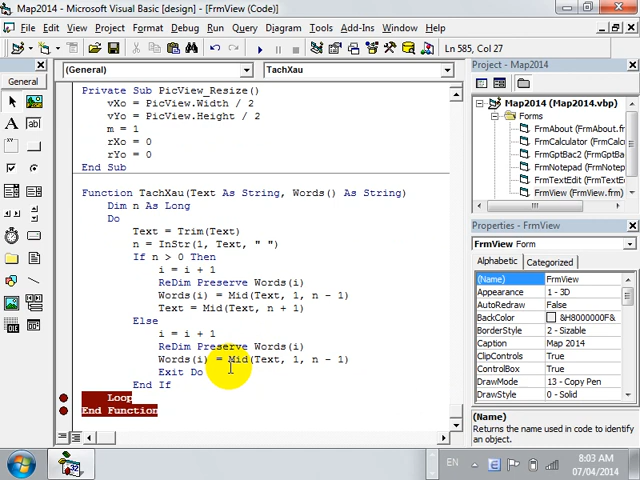 Map2014 - Microsoft Visual Basic [design] - [FrmView (Code)]
File Edit View Project Format Debug Run Query Diagram Tools Add-Ins Window Help
Ln 585, Col 27
General
(General) TachXau
Private Sub PicView_Resize()
vXo = PicView.Width / 2
vYo = PicView.Height / 2
m = 1
rXo = 0
rYo = 0
End Sub
Function TachXau(Text As String, Words() As String)
Dim n As Long
Do
Text = Trim(Text)
n = InStr(1, Text, " ")
If n > 0 Then
i = i + 1
ReDim Preserve Words(i)
Words(i) = Mid(Text, 1, n - 1)
Text = Mid(Text, n + 1)
Else
i = i + 1
ReDim Preserve Words(i)
Words(i) = Mid(Text, 1, n - 1)
Exit Do
End If
Loop
End Function
Project - Map2014
Map2014 (Map2014.vbp)
Forms
FrmAbout (FrmAbout.fr
FrmCalculator (FrmCalc
FrmGptBac2 (FrmGptBa
FrmNotepad (FrmNotep
FrmTextEdit (FrmTextE
FrmView (FrmView.frm)
Properties - FrmView
FrmView Form
Alphabetic Categorized
(Name) FrmView
Appearance 1 - 3D
AutoRedraw False
BackColor &H8000000F&
BorderStyle 2 - Sizable
Caption Map 2014
ClipControls True
ControlBox True
DrawMode 13 - Copy Pen
DrawStyle 0 - Solid
(Name)
Returns the name used in code to identify
an object.
EN
8:03 AM
07/04/2014